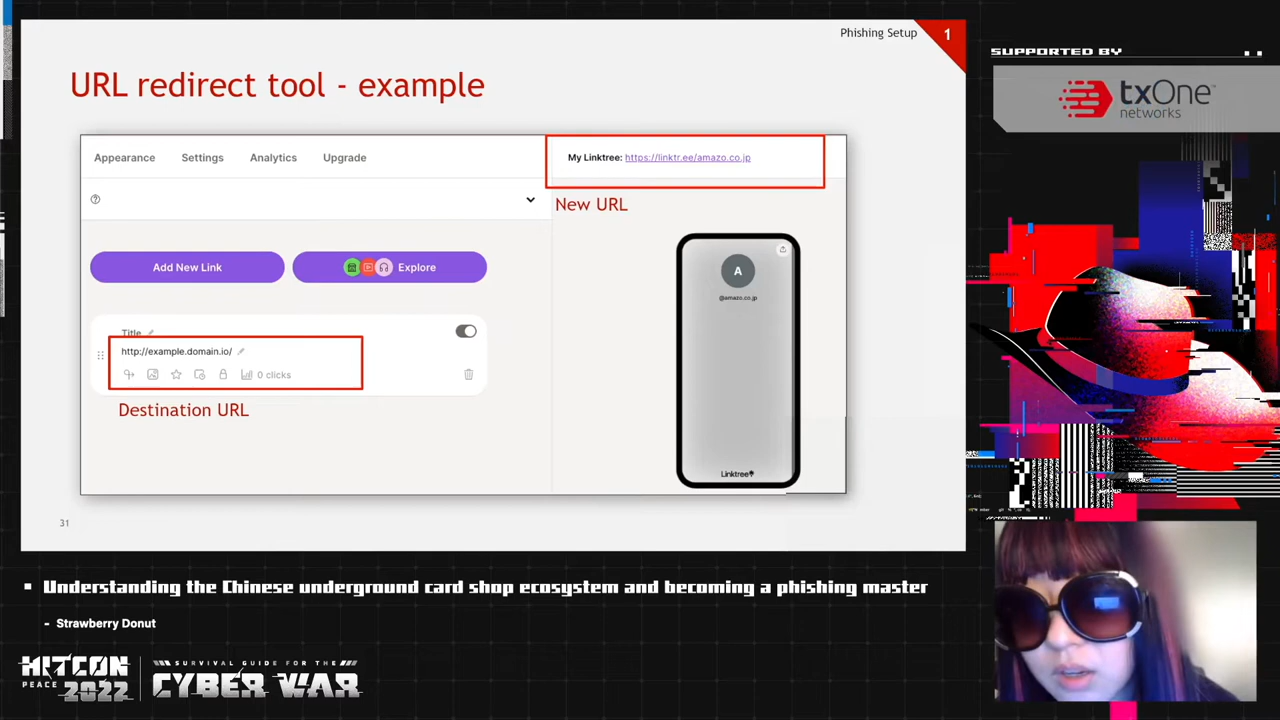 Phishing Setup
1
URL redirect tool - example
SUPPORTED BY
txOne
networks
Appearance Settings Analytics Upgrade
My Linktree: https://linktr.ee/amazo.co.jp
New URL
Add New Link
Explore
A
@amazo.co.jp
Title
http://example.domain.io/
0 clicks
Destination URL
Linktree
31
Understanding the Chinese underground card shop ecosystem and becoming a phishing master
- Strawberry Donut
HITCON
PEACE 2022
SURVIVAL GUIDE FOR THE
CYBER WAR